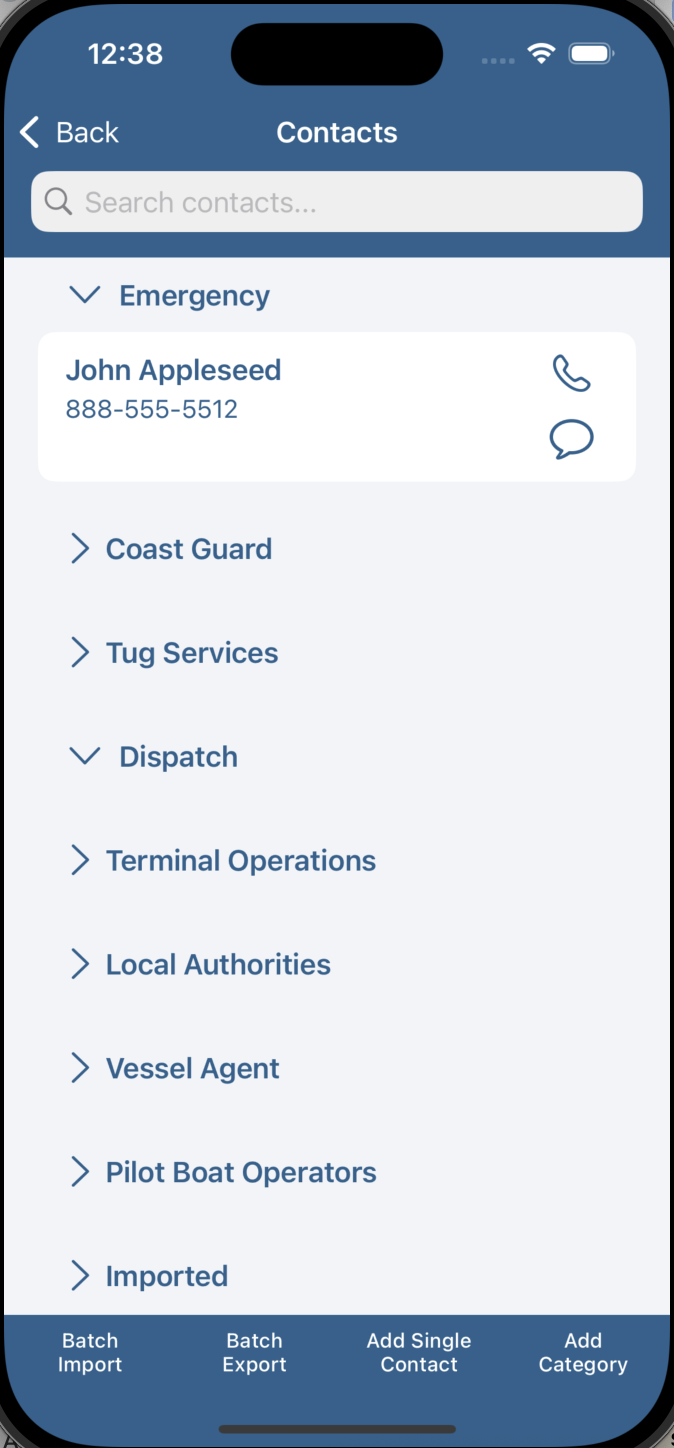 12:38
Back
Contacts
Search contacts...
Emergency
John Appleseed
888-555-5512
Coast Guard
Tug Services
Dispatch
Terminal Operations
Local Authorities
Vessel Agent
Pilot Boat Operators
Imported
Batch
Import
Batch
Export
Add Single
Contact
Add
Category